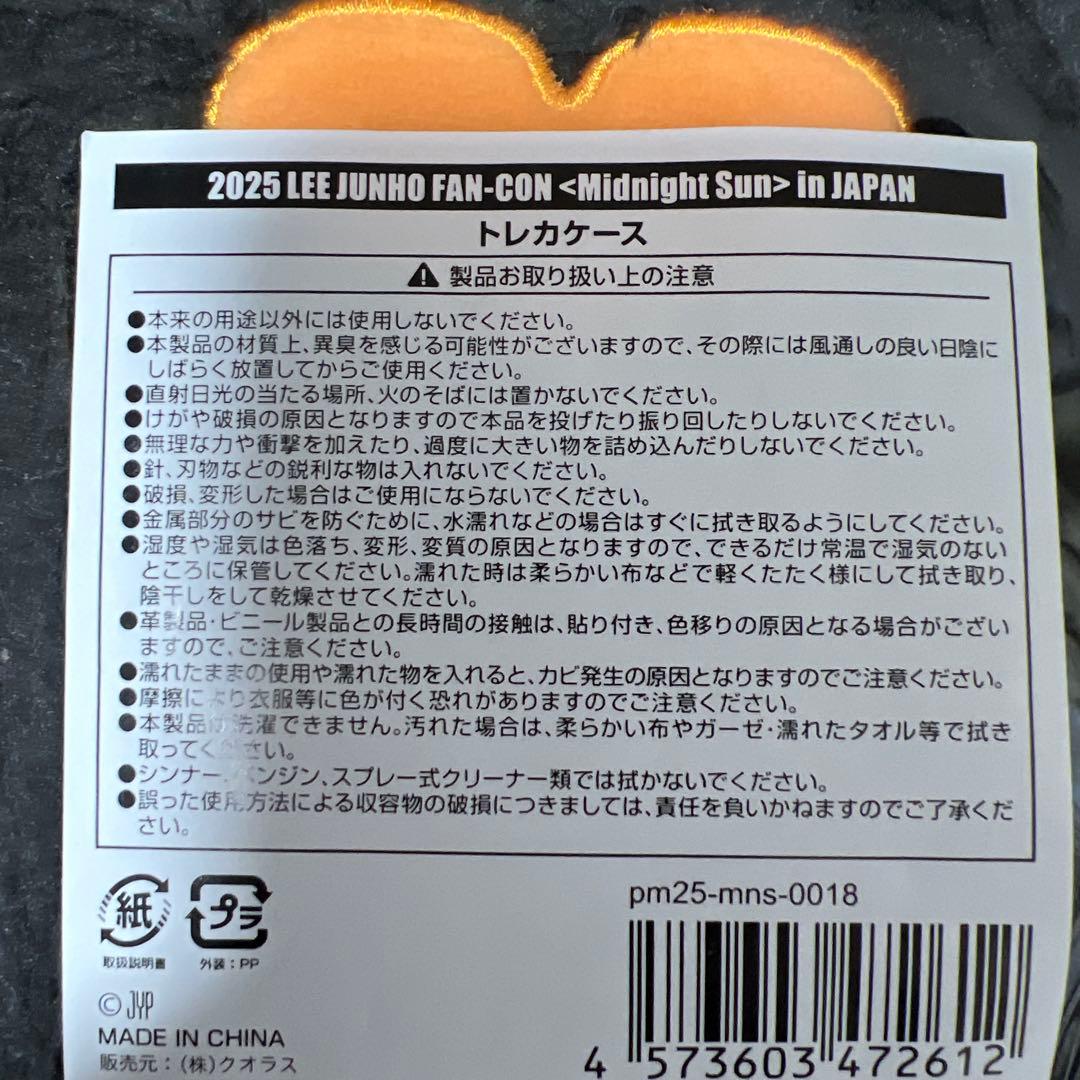 2025 LEE JUNHO FAN-CON <Midnight Sun> in JAPAN
トレカケース
製品お取り扱い上の注意
●本来の用途以外には使用しないでください。
●本製品の材質上、異臭を感じる可能性がございますので、その際には風通しの良い日陰に
しばらく放置してからご使用ください。
●直射日光の当たる場所、火のそばには置かないでください。
●けがや破損の原因となりますので本品を投げたり振り回したりしないでください。
●無理な力や衝撃を加えたり、過度に大きい物を詰め込んだりしないでください。
●針、刃物などの鋭利な物は入れないでください。
●破損、変形した場合はご使用にならないでください。
●金属部分のサビを防ぐために、水濡れなどの場合はすぐに拭き取るようにしてください。
●湿度や湿気は色落ち、変形、変質の原因となりますので、できるだけ常温で湿気のない
ところに保管してください。濡れた時は柔らかい布などで軽くたたく様にして拭き取り、
陰干しをして乾燥させてください。
●革製品・ビニール製品との長時間の接触は、貼り付き、色移りの原因となる場合がござい
ますので、ご注意ください。
●濡れたままの使用や濡れた物を入れると、カビ発生の原因となりますのでご注意ください。
●摩擦により衣服等に色が付く恐れがありますのでご注意ください。
●本製品は洗濯できません。汚れた場合は、柔らかい布やガーゼ・濡れたタオル等で拭き
取ってください。
●シンナー、ベンジン、スプレー式クリーナー類では拭かないでください。
●誤った使用方法による収容物の破損につきましては、責任を負いかねますのでご了承くだ
さい。
紙
プラ
取扱説明書
外装：PP
pm25-mns-0018
© JYP
MADE IN CHINA
販売元：(株)クオラス
4 573603 472612